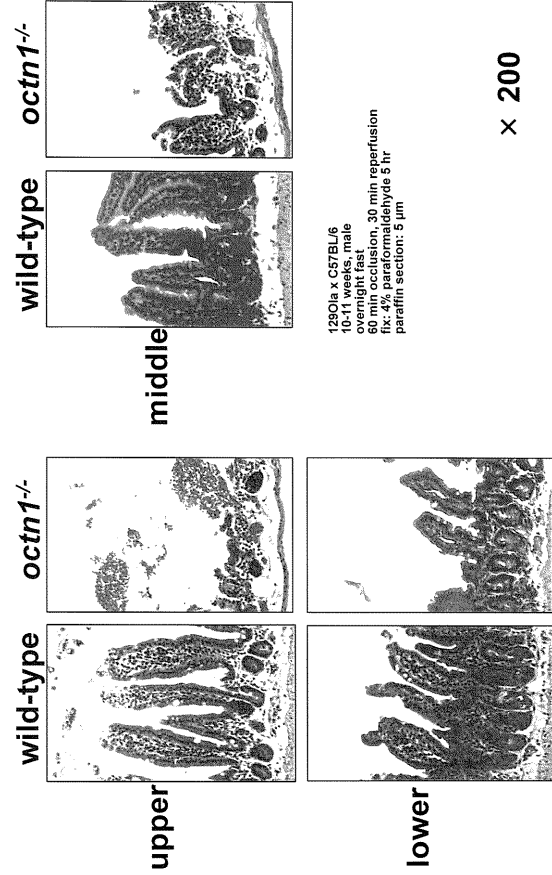 wild-type octn1-/-
upper
lower
wild-type octn1-/-
middle
129Ola x C57BL/6
10-11 weeks, male
overnight fast
60 min occlusion, 30 min reperfusion
fix: 4% paraformaldehyde 5 hr
paraffin section: 5 μm
× 200